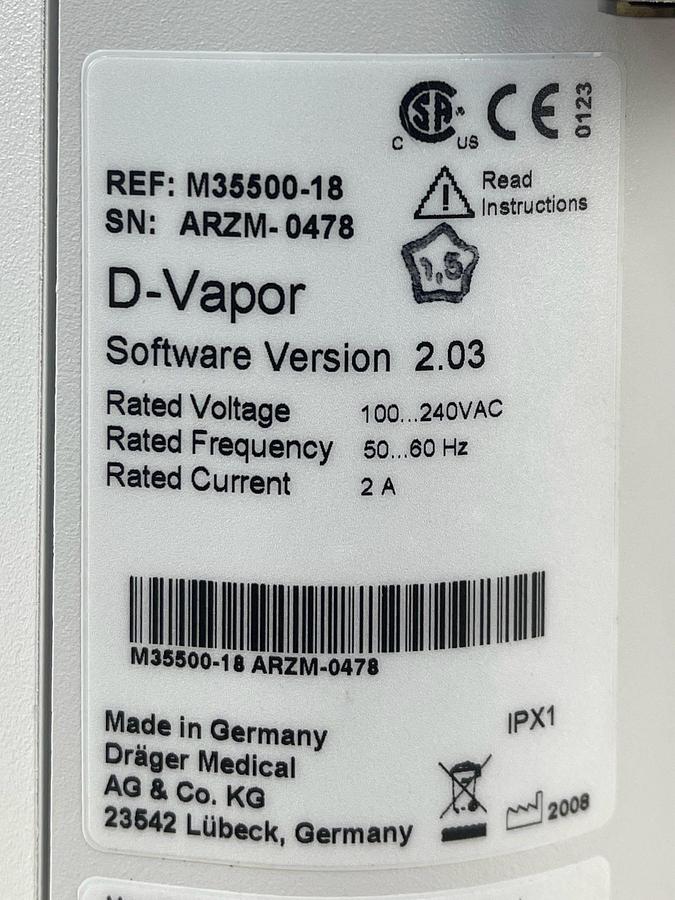 C SA US CE 0123
REF: M35500-18
SN: ARZM-0478
Read
Instructions
1,5
D-Vapor
Software Version 2.03
Rated Voltage 100...240VAC
Rated Frequency 50...60 Hz
Rated Current 2 A
M35500-18 ARZM-0478
Made in Germany
Dräger Medical
AG & Co. KG
23542 Lübeck, Germany
IPX1
2008